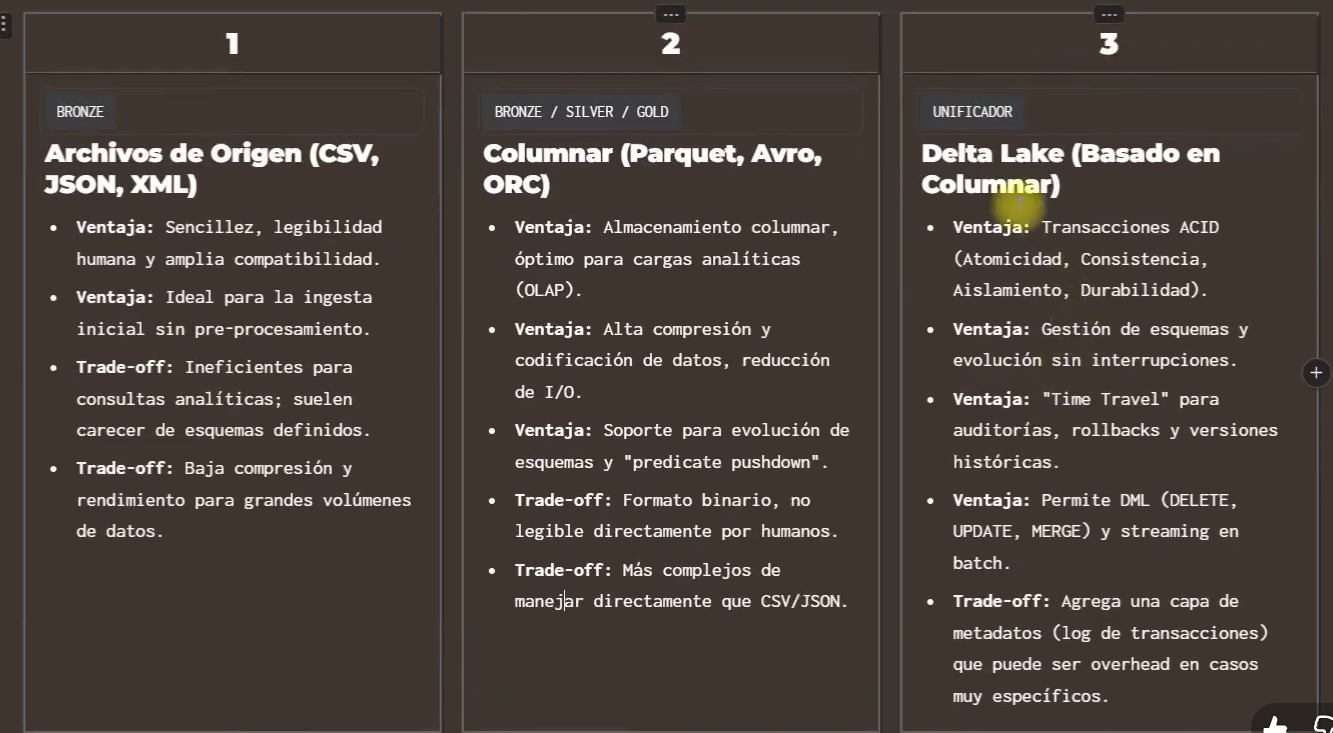 1
BRONZE
Archivos de Origen (CSV,
JSON, XML)
• Ventaja: Sencillez, legibilidad
humana y amplia compatibilidad.
• Ventaja: Ideal para la ingesta
inicial sin pre-procesamiento.
• Trade-off: Ineficientes para
consultas analíticas; suelen
carecer de esquemas definidos.
• Trade-off: Baja compresión y
rendimiento para grandes volúmenes
de datos.
2
BRONZE / SILVER / GOLD
Columnar (Parquet, Avro,
ORC)
• Ventaja: Almacenamiento columnar,
óptimo para cargas analíticas
(OLAP).
• Ventaja: Alta compresión y
codificación de datos, reducción
de I/O.
• Ventaja: Soporte para evolución de
esquemas y "predicate pushdown".
• Trade-off: Formato binario, no
legible directamente por humanos.
• Trade-off: Más complejos de
manejar directamente que CSV/JSON.
3
UNIFICADOR
Delta Lake (Basado en
Columnar)
• Ventaja: Transacciones ACID
(Atomicidad, Consistencia,
Aislamiento, Durabilidad).
• Ventaja: Gestión de esquemas y
evolución sin interrupciones.
• Ventaja: "Time Travel" para
auditorías, rollbacks y versiones
históricas.
• Ventaja: Permite DML (DELETE,
UPDATE, MERGE) y streaming en
batch.
• Trade-off: Agrega una capa de
metadatos (log de transacciones)
que puede ser overhead en casos
muy específicos.